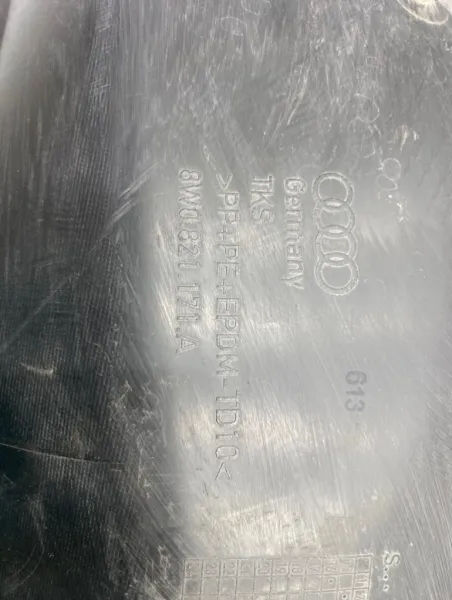 Germany
TKS
>PP+PE+EPDM-TD10<
8W0.821.171.A
613
S...